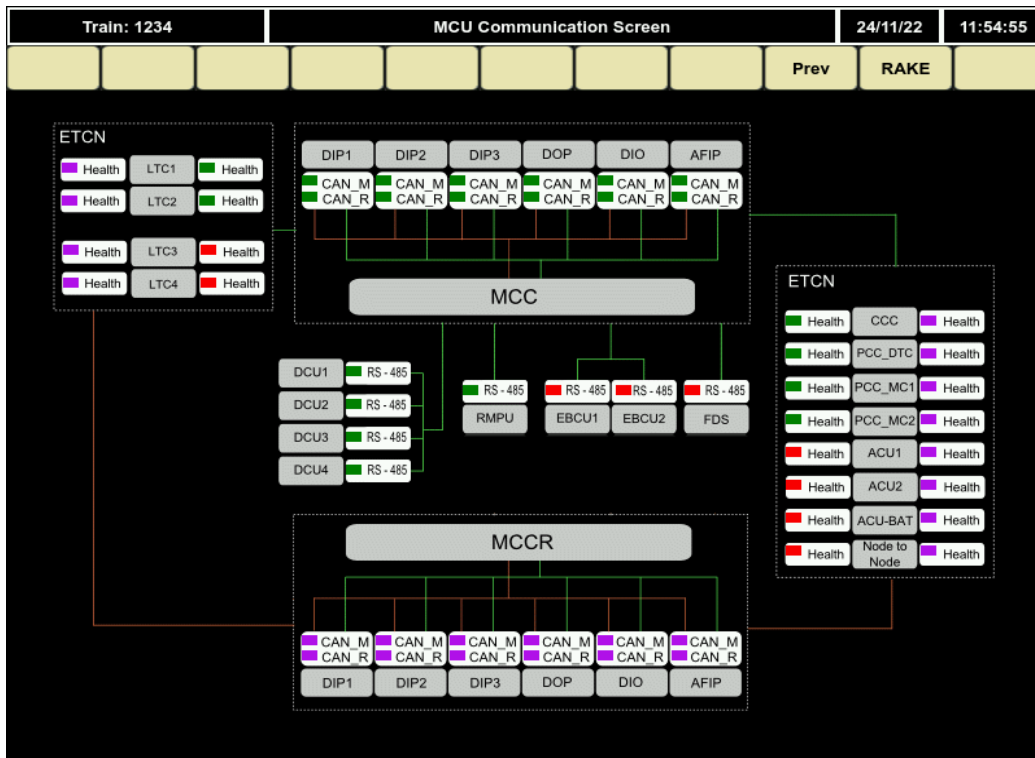 Train: 1234 MCU Communication Screen 24/11/22 11:54:55
Prev RAKE
ETCN
Health LTC1 Health
Health LTC2 Health
Health LTC3 Health
Health LTC4 Health
DIP1 DIP2 DIP3 DOP DIO AFIP
CAN_M CAN_M CAN_M CAN_M CAN_M CAN_M
CAN_R CAN_R CAN_R CAN_R CAN_R CAN_R
MCC
DCU1 RS - 485
DCU2 RS - 485
DCU3 RS - 485
DCU4 RS - 485
RS - 485 RS - 485 RS - 485 RS - 485
RMPU EBCU1 EBCU2 FDS
ETCN
Health CCC Health
Health PCC_DTC Health
Health PCC_MC1 Health
Health PCC_MC2 Health
Health ACU1 Health
Health ACU2 Health
Health ACU-BAT Health
Health Node to Health
Node
MCCR
CAN_M CAN_M CAN_M CAN_M CAN_M CAN_M
CAN_R CAN_R CAN_R CAN_R CAN_R CAN_R
DIP1 DIP2 DIP3 DOP DIO AFIP